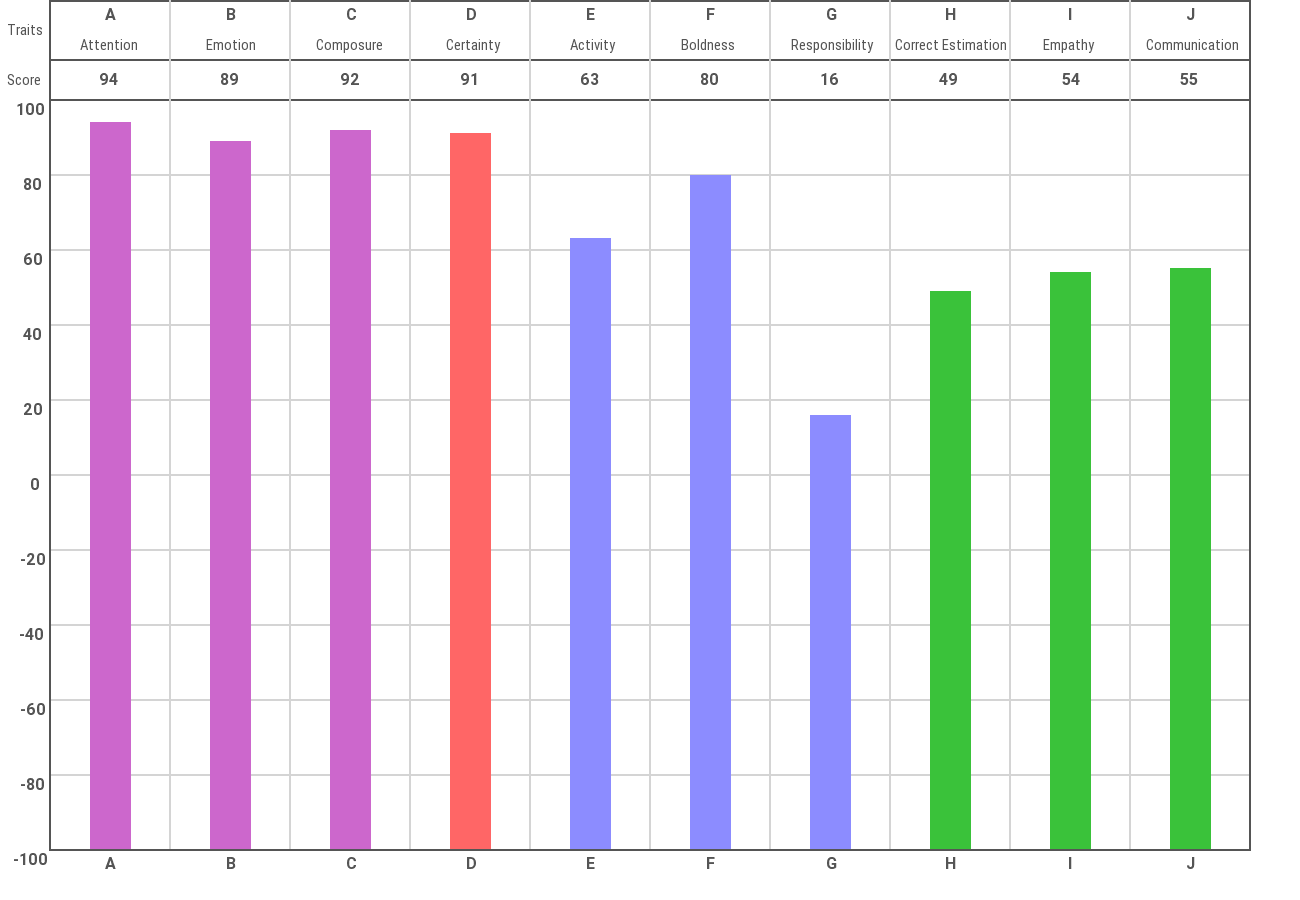 Traits A B C D E F G H I J
Attention Emotion Composure Certainty Activity Boldness Responsibility Correct Estimation Empathy Communication
Score 94 89 92 91 63 80 16 49 54 55
100
80
60
40
20
0
-20
-40
-60
-80
-100
A B C D E F G H I J